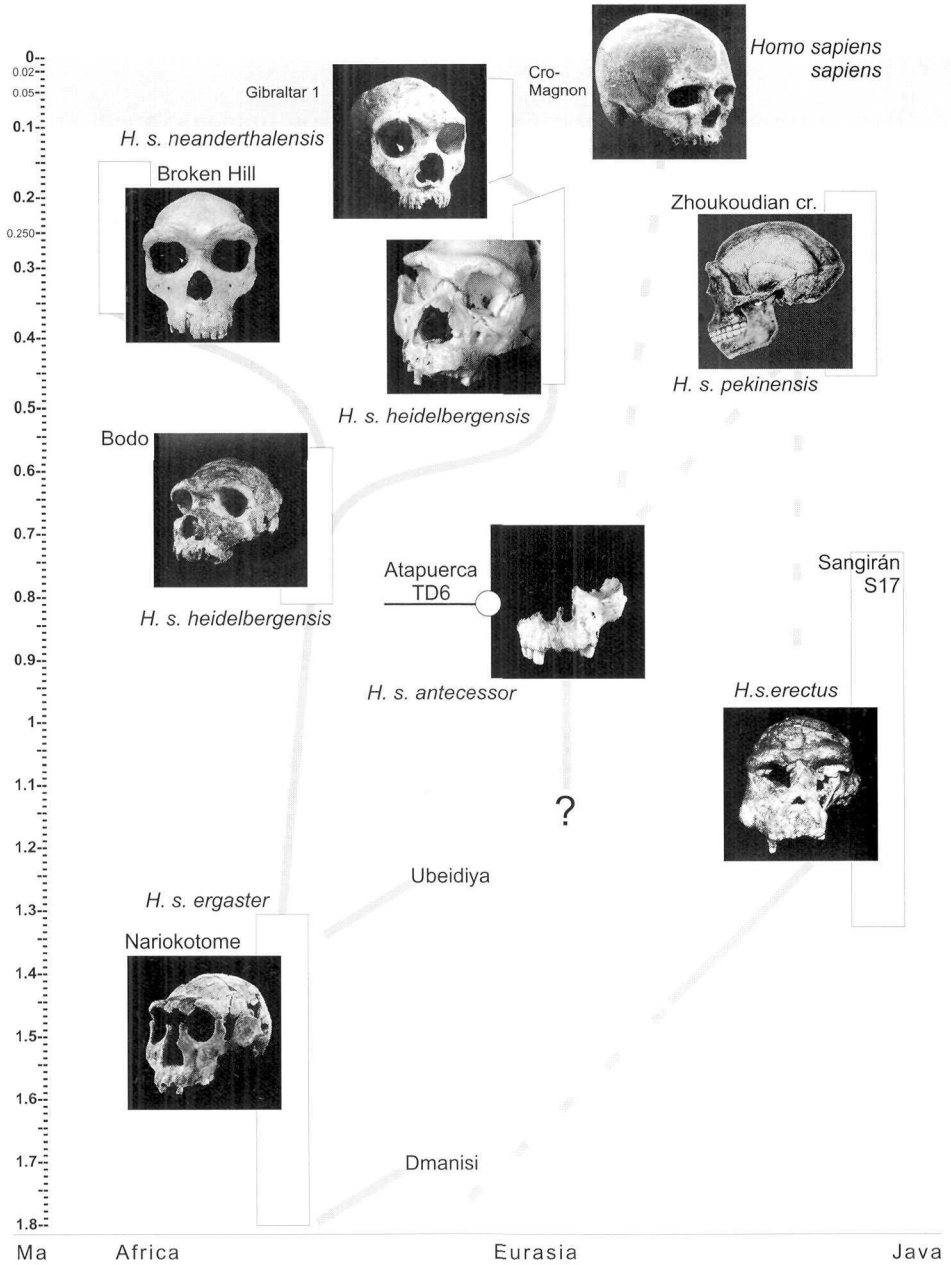 0-
0.02-
0.05-
0.1-
0.2-
0.250-
0.3-
0.4-
0.5-
0.6-
0.7-
0.8-
0.9-
1-
1.1-
1.2-
1.3-
1.4-
1.5-
1.6-
1.7-
1.8-
Homo sapiens
sapiens
Cro-
Magnon
Gibraltar 1
H. s. neanderthalensis
Broken Hill
Zhoukoudian cr.
H. s. pekinensis
H. s. heidelbergensis
Bodo
H. s. heidelbergensis
Atapuerca
TD6
H. s. antecessor
Sangirán
S17
H.s.erectus
?
Ubeidiya
H. s. ergaster
Nariokotome
Dmanisi
Ma Africa Eurasia Java